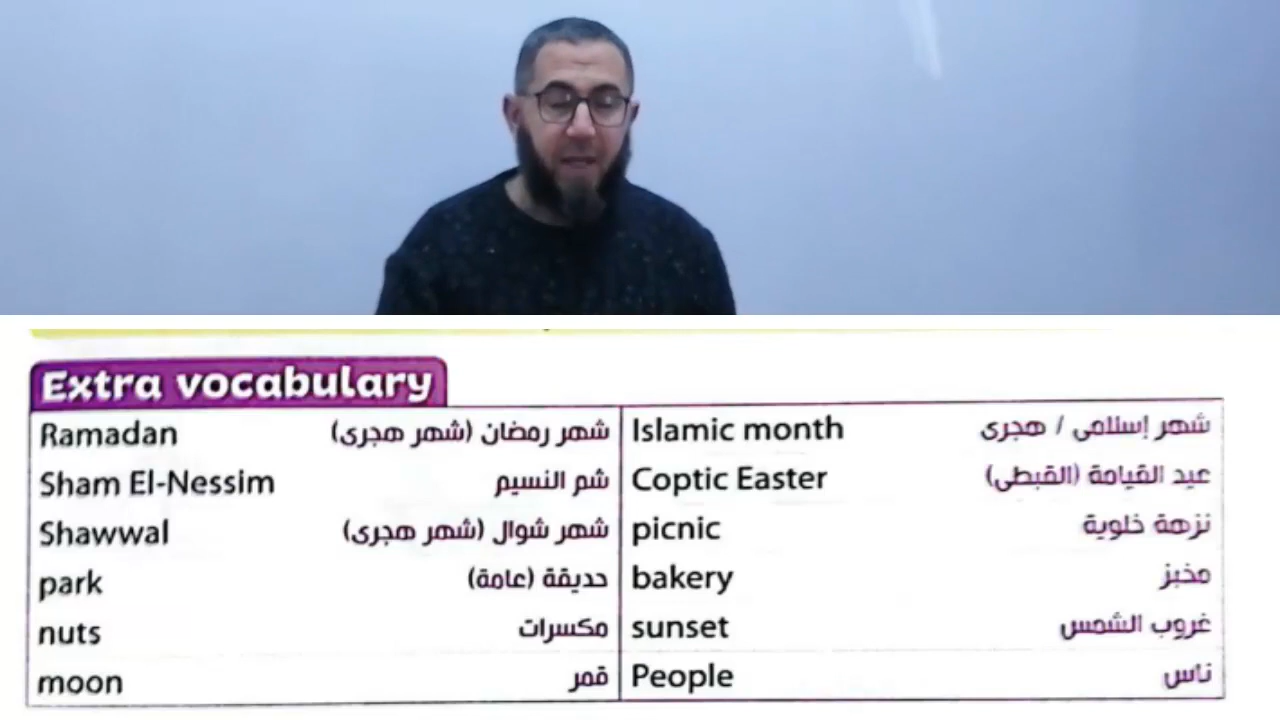 Extra vocabulary
Ramadan شهر رمضان (شهر هجرى) Islamic month شهر إسلامى / هجرى
Sham El-Nessim شم النسيم Coptic Easter عيد القيامة (القبطى)
Shawwal شهر شوال (شهر هجرى) picnic نزهة خلوية
park حديقة (عامة) bakery مخبز
nuts مكسرات sunset غروب الشمس
moon قمر People ناس